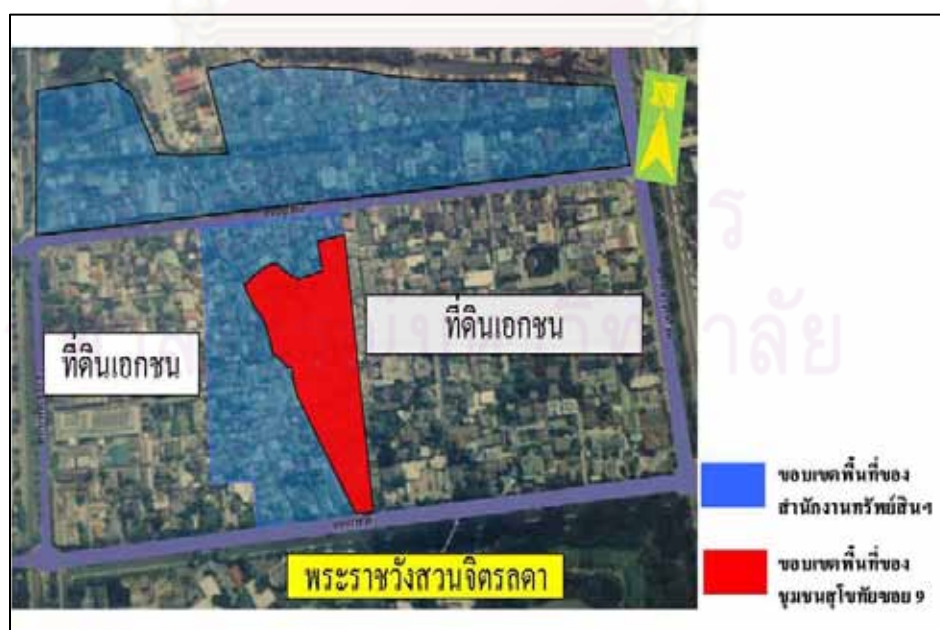 N
ที่ดินเอกชน
ที่ดินเอกชน
พระราชวังสวนจิตรลดา
ขอบเขตพื้นที่ของ
สำนักงานทรัพย์สินฯ
ขอบเขตพื้นที่ของ
ชุมชนสุโขทัยซอย 9